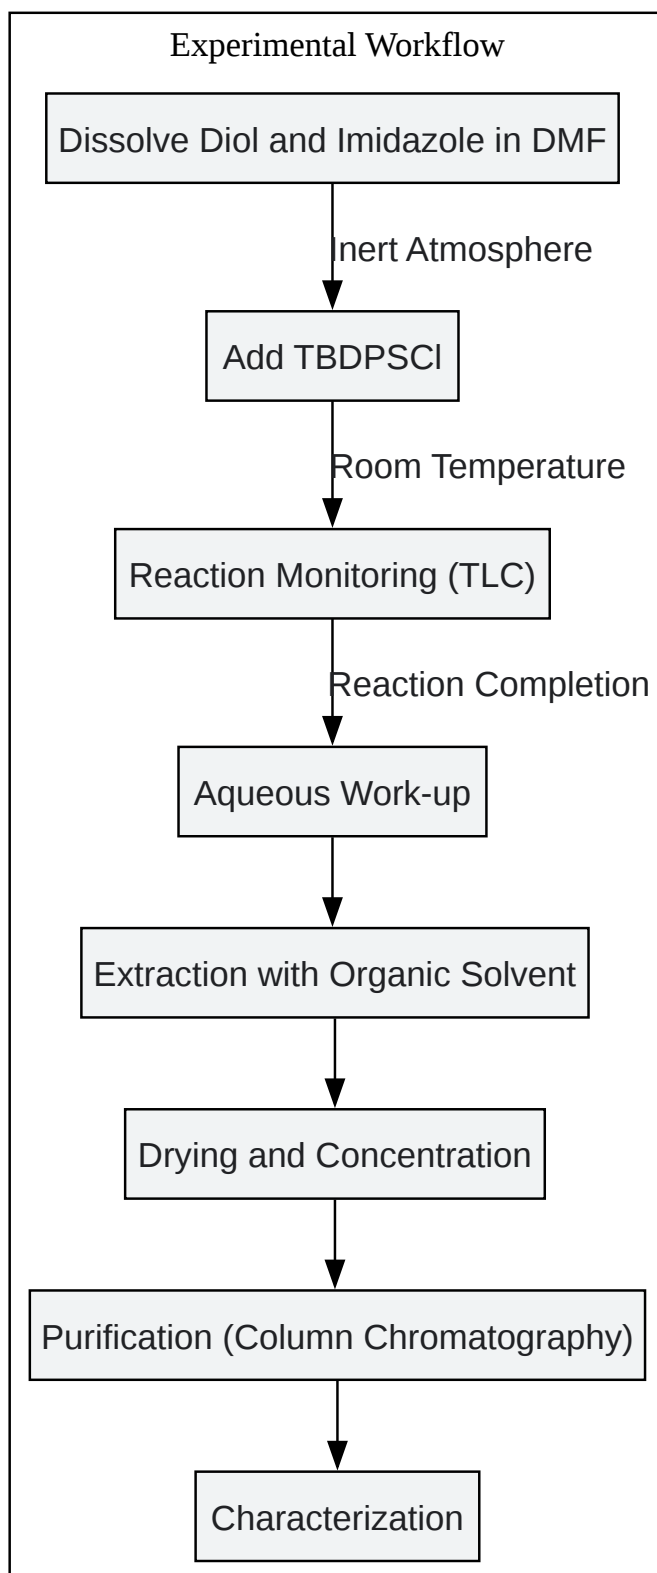 Experimental Workflow
Dissolve Diol and Imidazole in DMF
Inert Atmosphere
Add TBDPSCl
Room Temperature
Reaction Monitoring (TLC)
Reaction Completion
Aqueous Work-up
Extraction with Organic Solvent
Drying and Concentration
Purification (Column Chromatography)
Characterization